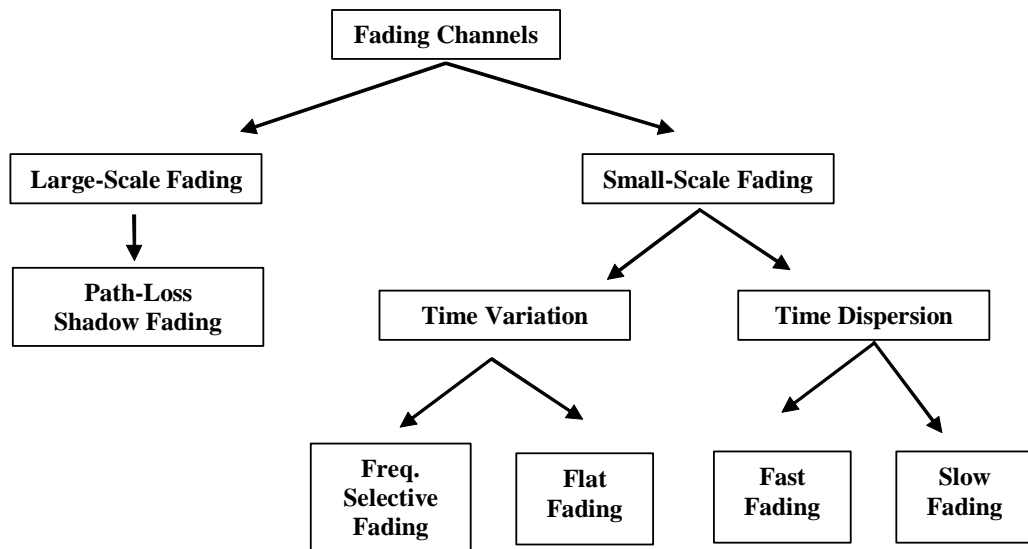 Fading Channels
Large-Scale Fading
Small-Scale Fading
Path-Loss
Shadow Fading
Time Variation
Time Dispersion
Freq.
Selective
Fading
Flat
Fading
Fast
Fading
Slow
Fading